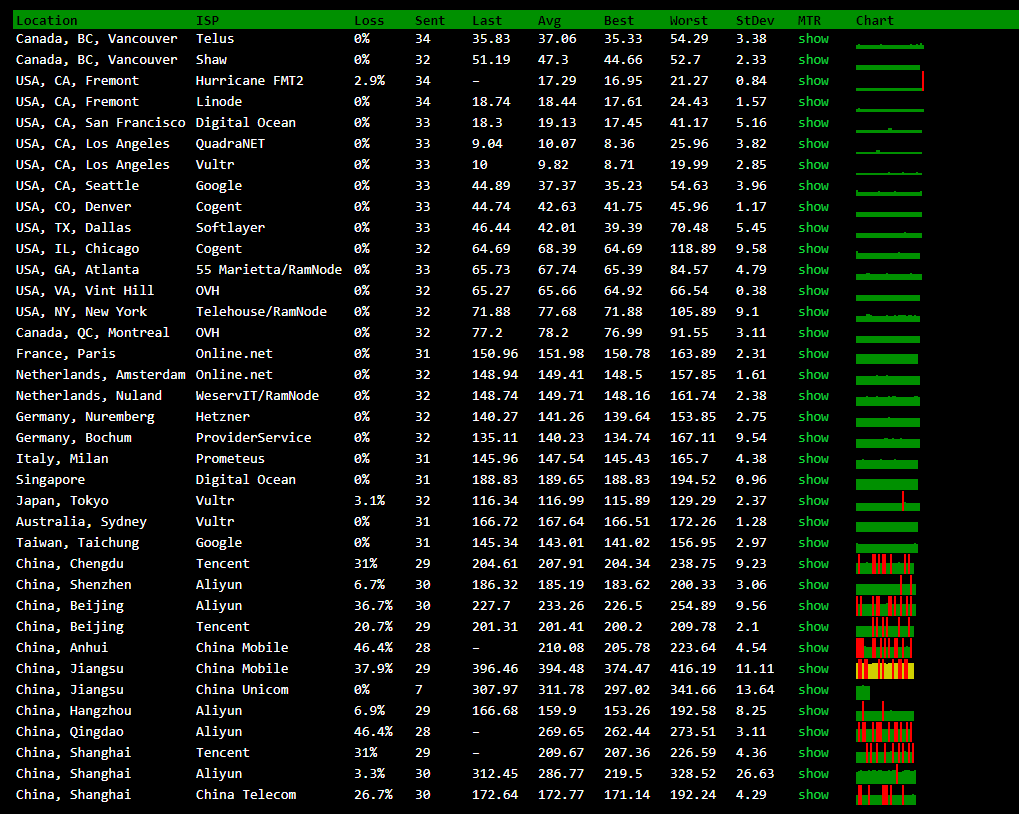 Location ISP Loss Sent Last Avg Best Worst StDev MTR Chart
Canada, BC, Vancouver Telus 0% 34 35.83 37.06 35.33 54.29 3.38 show
Canada, BC, Vancouver Shaw 0% 32 51.19 47.3 44.66 52.7 2.33 show
USA, CA, Fremont Hurricane FMT2 2.9% 34 – 17.29 16.95 21.27 0.84 show
USA, CA, Fremont Linode 0% 34 18.74 18.44 17.61 24.43 1.57 show
USA, CA, San Francisco Digital Ocean 0% 33 18.3 19.13 17.45 41.17 5.16 show
USA, CA, Los Angeles QuadraNET 0% 33 9.04 10.07 8.36 25.96 3.82 show
USA, CA, Los Angeles Vultr 0% 33 10 9.82 8.71 19.99 2.85 show
USA, CA, Seattle Google 0% 33 44.89 37.37 35.23 54.63 3.96 show
USA, CO, Denver Cogent 0% 33 44.74 42.63 41.75 45.96 1.17 show
USA, TX, Dallas Softlayer 0% 33 46.44 42.01 39.39 70.48 5.45 show
USA, IL, Chicago Cogent 0% 32 64.69 68.39 64.69 118.89 9.58 show
USA, GA, Atlanta 55 Marietta/RamNode 0% 33 65.73 67.74 65.39 84.57 4.79 show
USA, VA, Vint Hill OVH 0% 32 65.27 65.66 64.92 66.54 0.38 show
USA, NY, New York Telehouse/RamNode 0% 32 71.88 77.68 71.88 105.89 9.1 show
Canada, QC, Montreal OVH 0% 32 77.2 78.2 76.99 91.55 3.11 show
France, Paris Online.net 0% 31 150.96 151.98 150.78 163.89 2.31 show
Netherlands, Amsterdam Online.net 0% 32 148.94 149.41 148.5 157.85 1.61 show
Netherlands, Nuland WeservIT/RamNode 0% 32 148.74 149.71 148.16 161.74 2.38 show
Germany, Nuremberg Hetzner 0% 32 140.27 141.26 139.64 153.85 2.75 show
Germany, Bochum ProviderService 0% 32 135.11 140.23 134.74 167.11 9.54 show
Italy, Milan Prometeus 0% 31 145.96 147.54 145.43 165.7 4.38 show
Singapore Digital Ocean 0% 31 188.83 189.65 188.83 194.52 0.96 show
Japan, Tokyo Vultr 3.1% 32 116.34 116.99 115.89 129.29 2.37 show
Australia, Sydney Vultr 0% 31 166.72 167.64 166.51 172.26 1.28 show
Taiwan, Taichung Google 0% 31 145.34 143.01 141.02 156.95 2.97 show
China, Chengdu Tencent 31% 29 204.61 207.91 204.34 238.75 9.23 show
China, Shenzhen Aliyun 6.7% 30 186.32 185.19 183.62 200.33 3.06 show
China, Beijing Aliyun 36.7% 30 227.7 233.26 226.5 254.89 9.56 show
China, Beijing Tencent 20.7% 29 201.31 201.41 200.2 209.78 2.1 show
China, Anhui China Mobile 46.4% 28 – 210.08 205.78 223.64 4.54 show
China, Jiangsu China Mobile 37.9% 29 396.46 394.48 374.47 416.19 11.11 show
China, Jiangsu China Unicom 0% 7 307.97 311.78 297.02 341.66 13.64 show
China, Hangzhou Aliyun 6.9% 29 166.68 159.9 153.26 192.58 8.25 show
China, Qingdao Aliyun 46.4% 28 – 269.65 262.44 273.51 3.11 show
China, Shanghai Tencent 31% 29 – 209.67 207.36 226.59 4.36 show
China, Shanghai Aliyun 3.3% 30 312.45 286.77 219.5 328.52 26.63 show
China, Shanghai China Telecom 26.7% 30 172.64 172.77 171.14 192.24 4.29 show